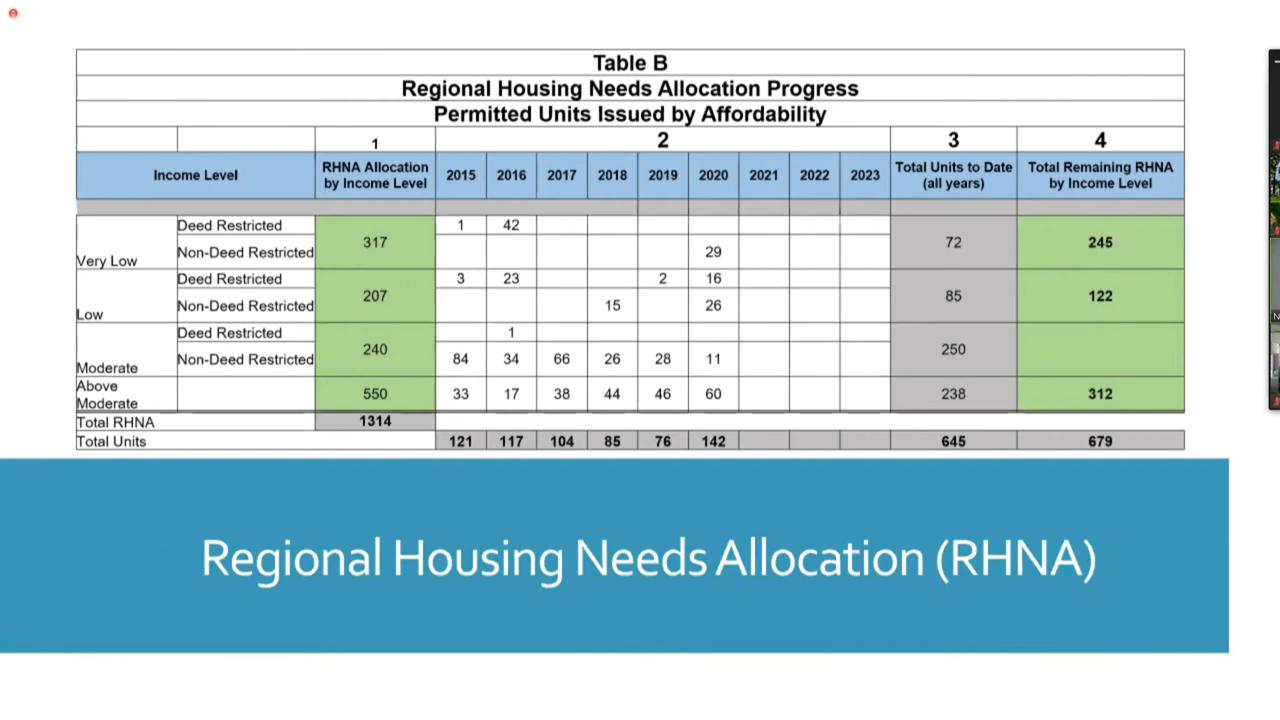 Table B
Regional Housing Needs Allocation Progress
Permitted Units Issued by Affordability
1 2 3 4
Income Level RHNA Allocation by Income Level 2015 2016 2017 2018 2019 2020 2021 2022 2023 Total Units to Date (all years) Total Remaining RHNA by Income Level
Very Low Deed Restricted 317 1 42 72 245
Non-Deed Restricted 29
Low Deed Restricted 207 3 23 2 16 85 122
Non-Deed Restricted 15 26
Moderate Deed Restricted 240 1 250
Non-Deed Restricted 84 34 66 26 28 11
Above Moderate 550 33 17 38 44 46 60 238 312
Total RHNA 1314
Total Units 121 117 104 85 76 142 645 679
Regional Housing Needs Allocation (RHNA)